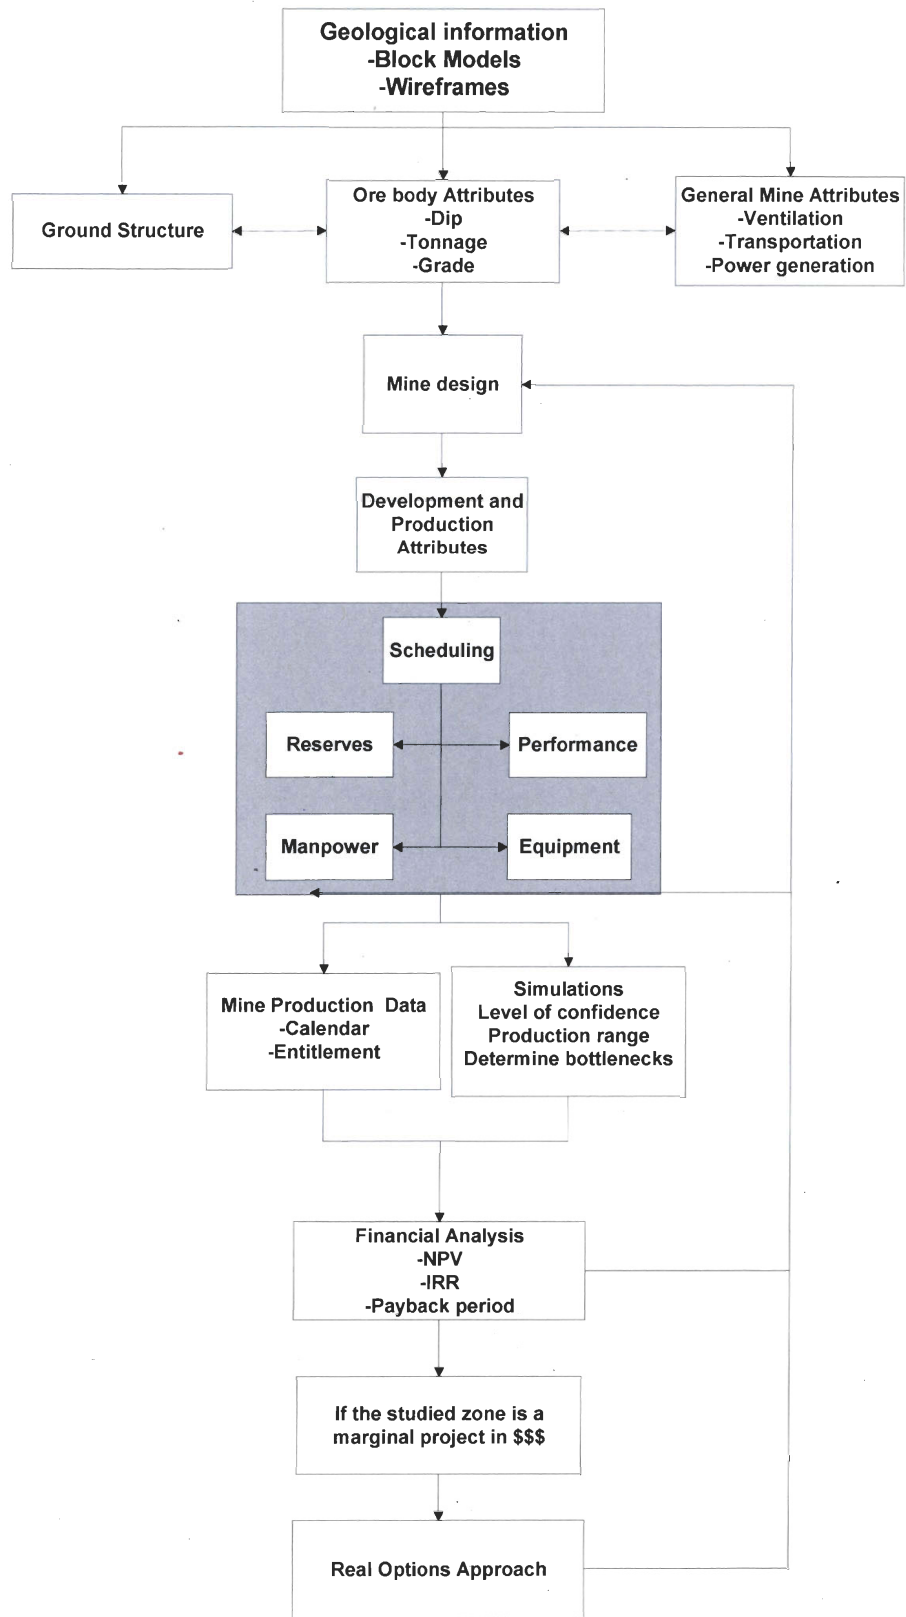 Geological information
-Block Models
-Wireframes
Ground Structure
Ore body Attributes
-Dip
-Tonnage
-Grade
General Mine Attributes
-Ventilation
-Transportation
-Power generation
Mine design
Development and
Production
Attributes
Scheduling
Reserves
Performance
Manpower
Equipment
Mine Production Data
-Calendar
-Entitlement
Simulations
Level of confidence
Production range
Determine bottlenecks
Financial Analysis
-NPV
-IRR
-Payback period
If the studied zone is a
marginal project in $$$
Real Options Approach